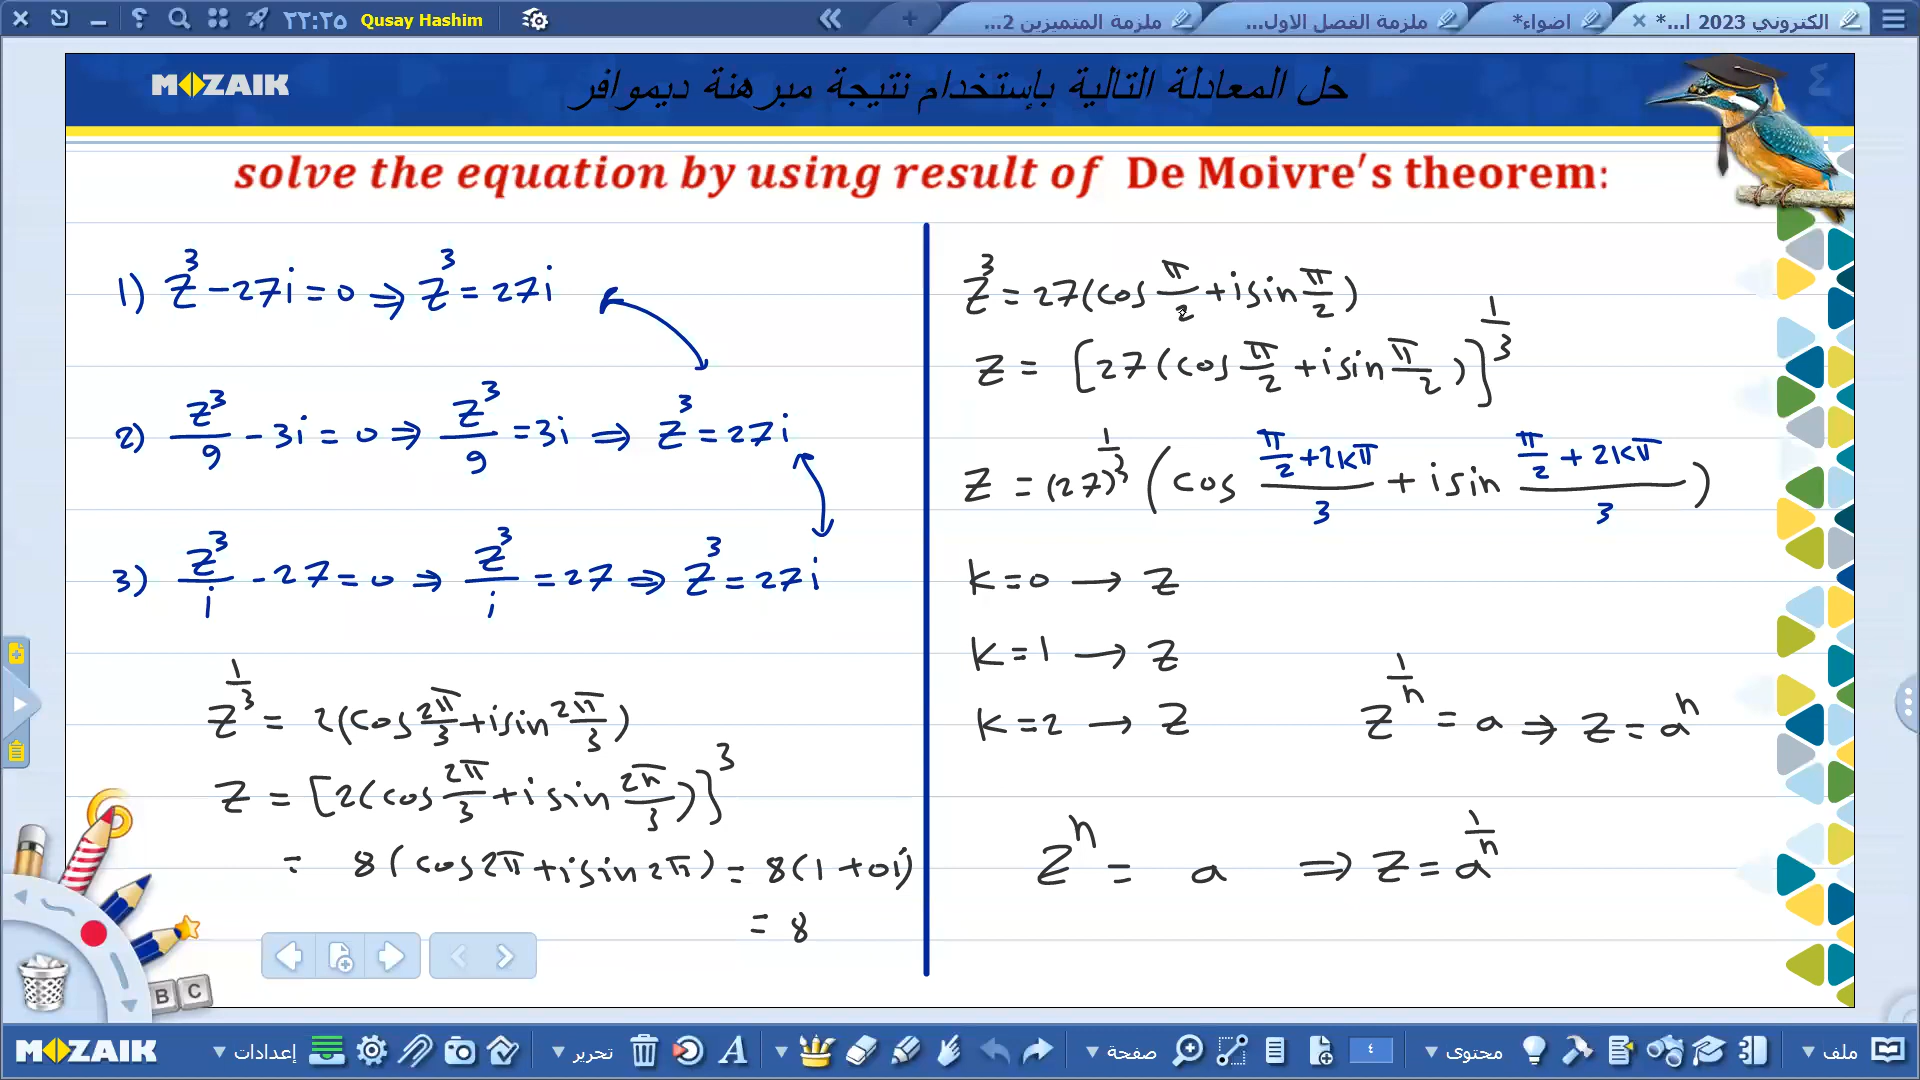 ٢٢:٢٥ Qusay Hashim
ملزمة المتميزين 2...
ملزمة الفصل الاول...
اضواء*
الكتروني 2023 ا...*
MOZAIK
حل المعادلة التالية بإستخدام نتيجة مبرهنة ديموافر
٤
solve the equation by using result of De Moivre's theorem:
1) z³ - 27i = 0 ⇒ z³ = 27i
2) z³/9 - 3i = 0 ⇒ z³/9 = 3i ⇒ z³ = 27i
3) z³/i - 27 = 0 ⇒ z³/i = 27 ⇒ z³ = 27i
z^(1/3) = 2(cos 2π/3 + i sin 2π/3)
z = [2(cos 2π/3 + i sin 2π/3)]³
= 8(cos 2π + i sin 2π) = 8(1 + 0i)
= 8
z³ = 27(cos π/2 + i sin π/2)
z = [27(cos π/2 + i sin π/2)]^(1/3)
z = (27)^(1/3) (cos (π/2 + 2kπ)/3 + i sin (π/2 + 2kπ)/3)
k = 0 → z
k = 1 → z
k = 2 → z
z^(1/n) = a ⇒ z = a^n
z^n = a ⇒ z = a^(1/n)
B C
MOZAIK
إعدادات
تحرير
A
صفحة
٤
محتوى
ملف